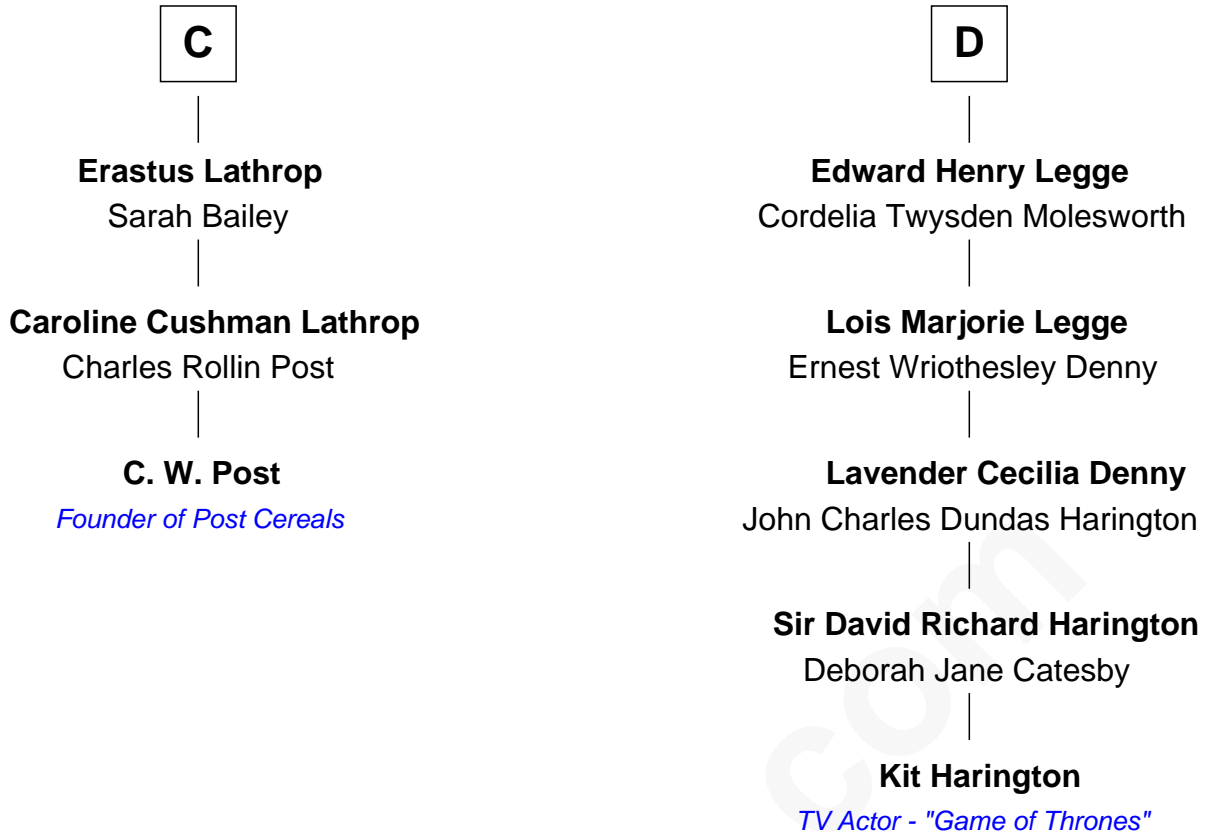 C
Erastus Lathrop
Sarah Bailey
Caroline Cushman Lathrop
Charles Rollin Post
C. W. Post
Founder of Post Cereals
D
Edward Henry Legge
Cordelia Twysden Molesworth
Lois Marjorie Legge
Ernest Wriothesley Denny
Lavender Cecilia Denny
John Charles Dundas Harington
Sir David Richard Harington
Deborah Jane Catesby
Kit Harington
TV Actor - "Game of Thrones"
com